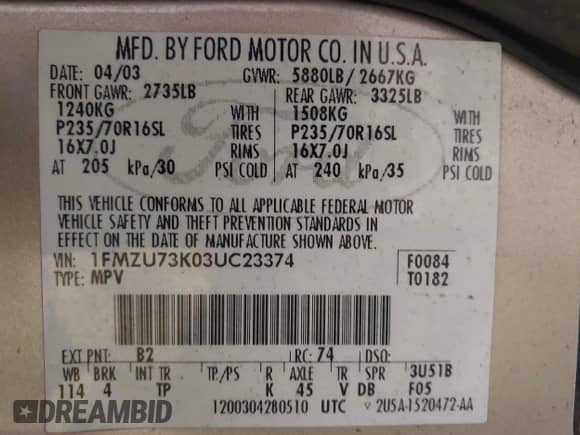 MFD. BY FORD MOTOR CO. IN U.S.A.
DATE: 04/03 GVWR: 5880LB/2667KG
FRONT GAWR: 2735LB REAR GAWR: 3325LB
1240KG WITH 1508KG WITH
P235/70R16SL TIRES P235/70R16SL TIRES
16X7.0J RIMS 16X7.0J RIMS
AT 205 kPa/30 PSI COLD AT 240 kPa/35 PSI COLD
Ford
THIS VEHICLE CONFORMS TO ALL APPLICABLE FEDERAL MOTOR
VEHICLE SAFETY AND THEFT PREVENTION STANDARDS IN
EFFECT ON THE DATE OF MANUFACTURE SHOWN ABOVE.
VIN: 1FMZU73K03UC23374 F0084
TYPE: MPV T0182
EXT PNT: B2 RC: 74 DSO:
WB BRK INT TR TP/PS R AXLE TR SPR 3U51B
114 4 TP K 45 V DB F05
1200304280510 UTC 2U5A-1520472-AA
DREAMBID